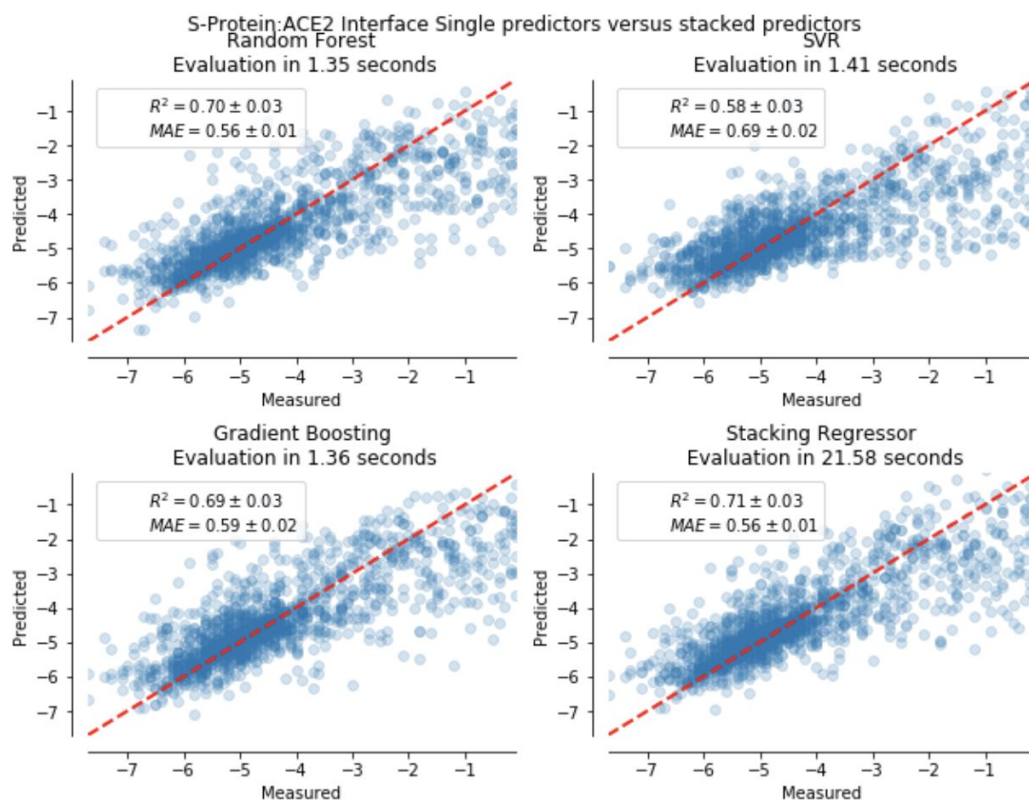 S-Protein:ACE2 Interface Single predictors versus stacked predictors
Random Forest
Evaluation in 1.35 seconds
R² = 0.70 ± 0.03
MAE = 0.56 ± 0.01
Predicted
−1
−2
−3
−4
−5
−6
−7
−7 −6 −5 −4 −3 −2 −1
Measured
SVR
Evaluation in 1.41 seconds
R² = 0.58 ± 0.03
MAE = 0.69 ± 0.02
Predicted
−1
−2
−3
−4
−5
−6
−7
−7 −6 −5 −4 −3 −2 −1
Measured
Gradient Boosting
Evaluation in 1.36 seconds
R² = 0.69 ± 0.03
MAE = 0.59 ± 0.02
Predicted
−1
−2
−3
−4
−5
−6
−7
−7 −6 −5 −4 −3 −2 −1
Measured
Stacking Regressor
Evaluation in 21.58 seconds
R² = 0.71 ± 0.03
MAE = 0.56 ± 0.01
Predicted
−1
−2
−3
−4
−5
−6
−7
−7 −6 −5 −4 −3 −2 −1
Measured